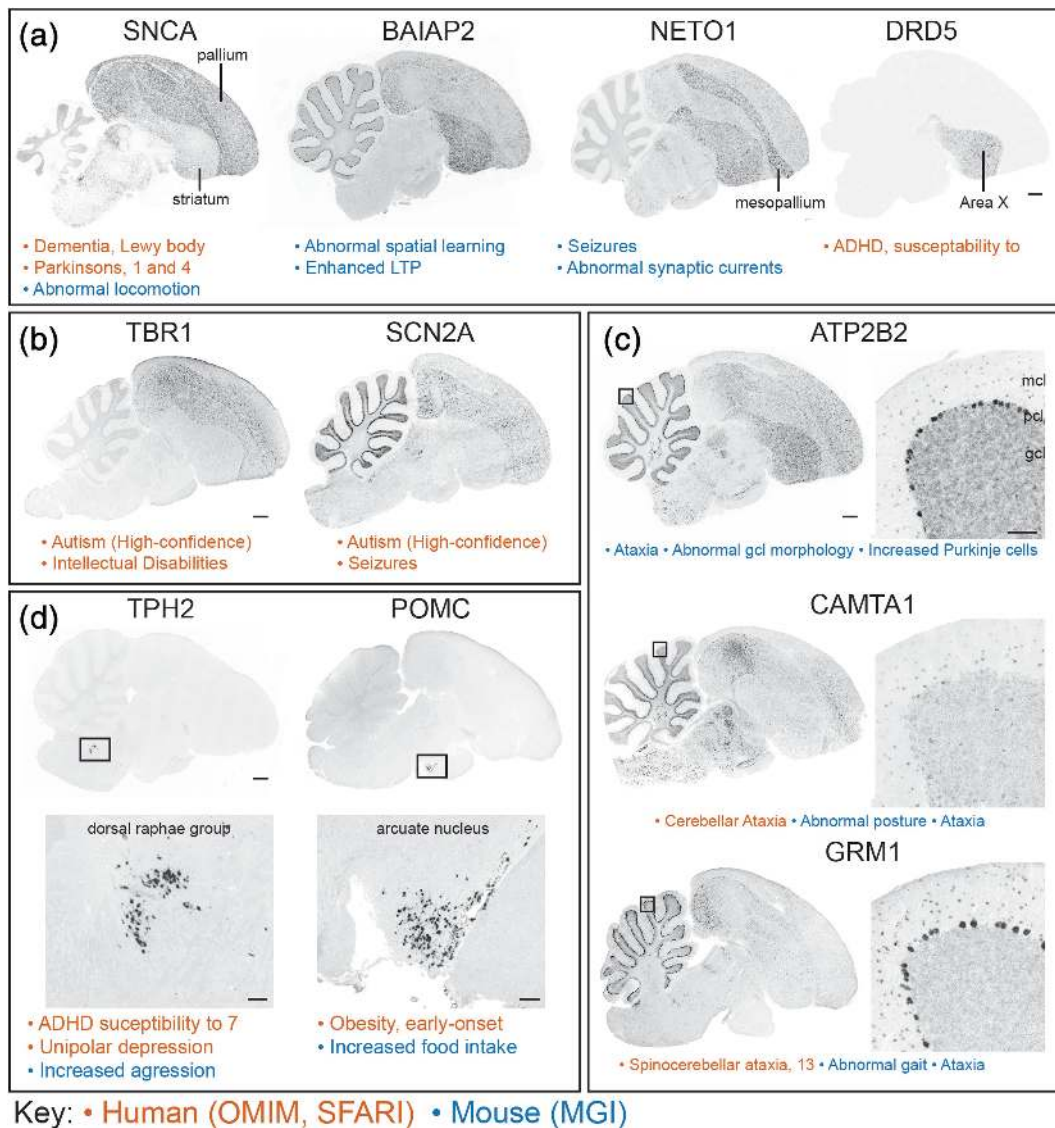 (a)
SNCA
BAIAP2
NETO1
DRD5
pallium
striatum
mesopallium
Area X
• Dementia, Lewy body
• Parkinsons, 1 and 4
• Abnormal locomotion
• Abnormal spatial learning
• Enhanced LTP
• Seizures
• Abnormal synaptic currents
• ADHD, susceptability to
(b)
TBR1
SCN2A
• Autism (High-confidence)
• Intellectual Disabilities
• Autism (High-confidence)
• Seizures
(c)
ATP2B2
mcl
pcl
gcl
• Ataxia • Abnormal gcl morphology • Increased Purkinje cells
CAMTA1
• Cerebellar Ataxia • Abnormal posture • Ataxia
GRM1
• Spinocerebellar ataxia, 13 • Abnormal gait • Ataxia
(d)
TPH2
POMC
dorsal raphae group
arcuate nucleus
• ADHD suceptibility to 7
• Unipolar depression
• Increased agression
• Obesity, early-onset
• Increased food intake
Key: • Human (OMIM, SFARI) • Mouse (MGI)